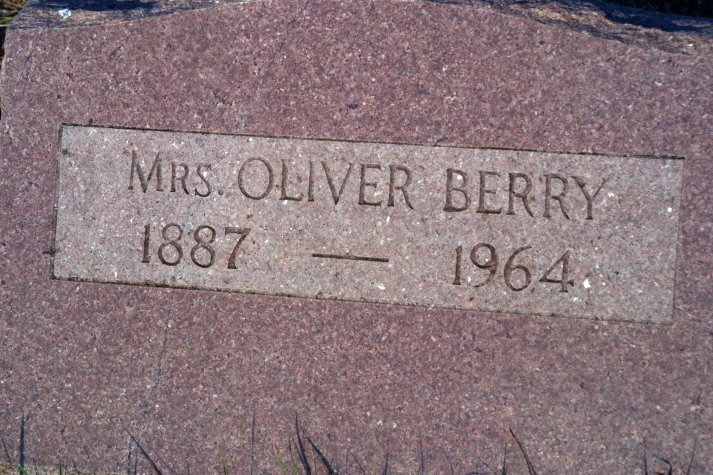 Mrs. OLIVER BERRY
1887 — 1964